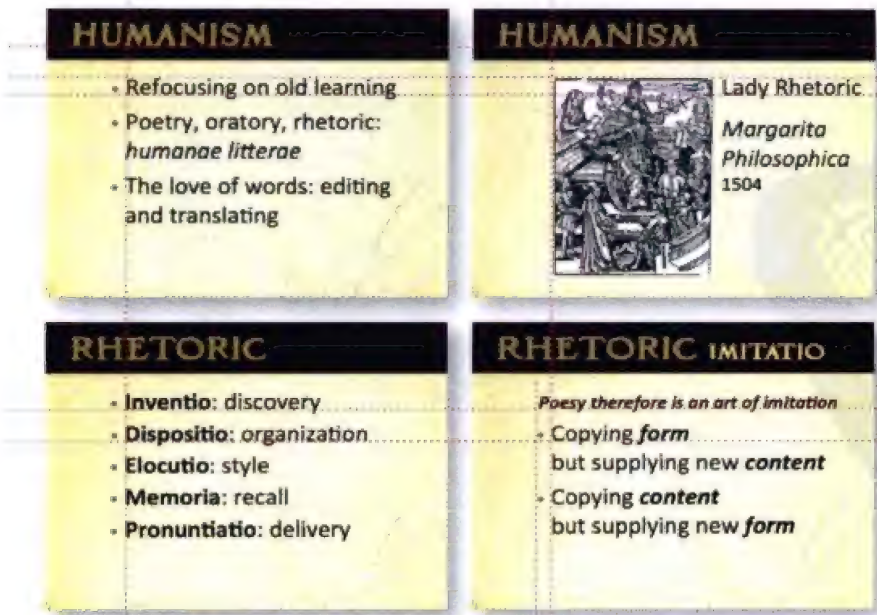 HUMANISM
• Refocusing on old learning
• Poetry, oratory, rhetoric:
humanae litterae
• The love of words: editing
and translating
HUMANISM
Lady Rhetoric
Margarita
Philosophica
1504
RHETORIC
• Inventio: discovery
• Dispositio: organization
• Elocutio: style
• Memoria: recall
• Pronuntiatio: delivery
RHETORIC IMITATIO
Poesy therefore is an art of imitation
• Copying form
but supplying new content
• Copying content
but supplying new form